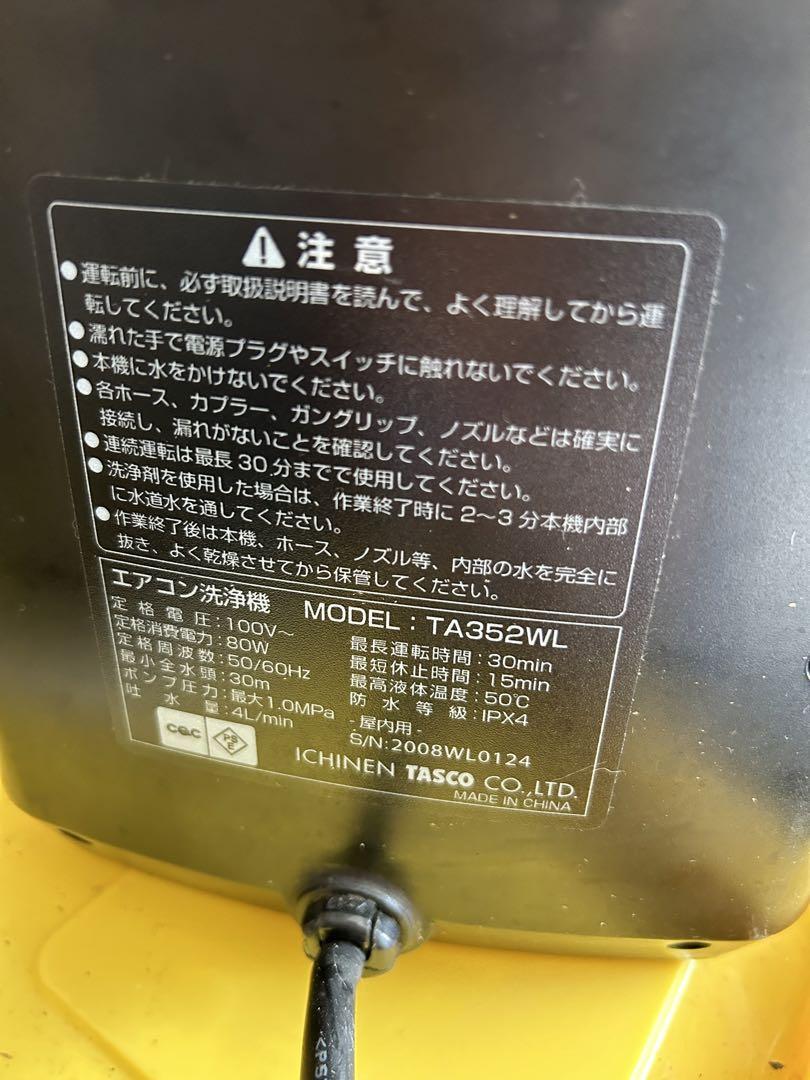 注意
●運転前に、必ず取扱説明書を読んで、よく理解してから運
転してください。
●濡れた手で電源プラグやスイッチに触れないでください。
●本機に水をかけないでください。
●各ホース、カプラー、ガングリップ、ノズルなどは確実に
接続し、漏れがないことを確認してください。
●連続運転は最長30分までで使用してください。
●洗浄剤を使用した場合は、作業終了時に2〜3分本機内部
に水道水を通してください。
●作業終了後は本機、ホース、ノズル等、内部の水を完全に
抜き、よく乾燥させてから保管してください。
エアコン洗浄機 MODEL:TA352WL
定格電圧:100V〜
定格消費電力:80W
定格周波数:50/60Hz
最小全水頭:30m
ポンプ圧力:最大1.0MPa
吐水量:4L/min
最長運転時間:30min
最短休止時間:15min
最高液体温度:50℃
防水等級:IPX4
-屋内用-
S/N:2008WL0124
CQC
PS
E
ICHINEN TASCO CO.,LTD.
MADE IN CHINA
<PS